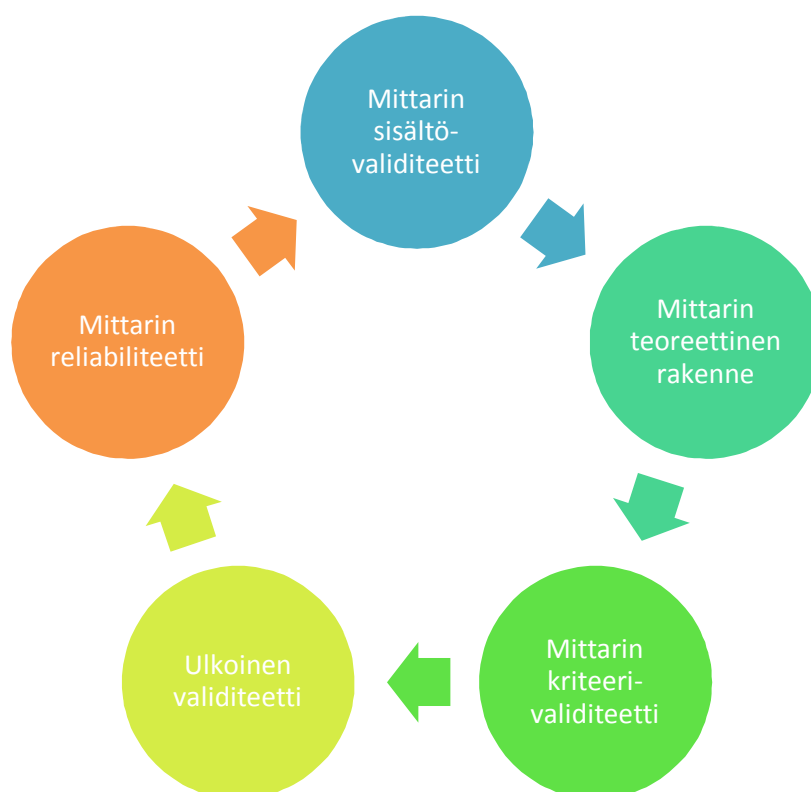 Mittarin
sisältö-
validiteetti
Mittarin
teoreettinen
rakenne
Mittarin
kriteeri-
validiteetti
Ulkoinen
validiteetti
Mittarin
reliabiliteetti